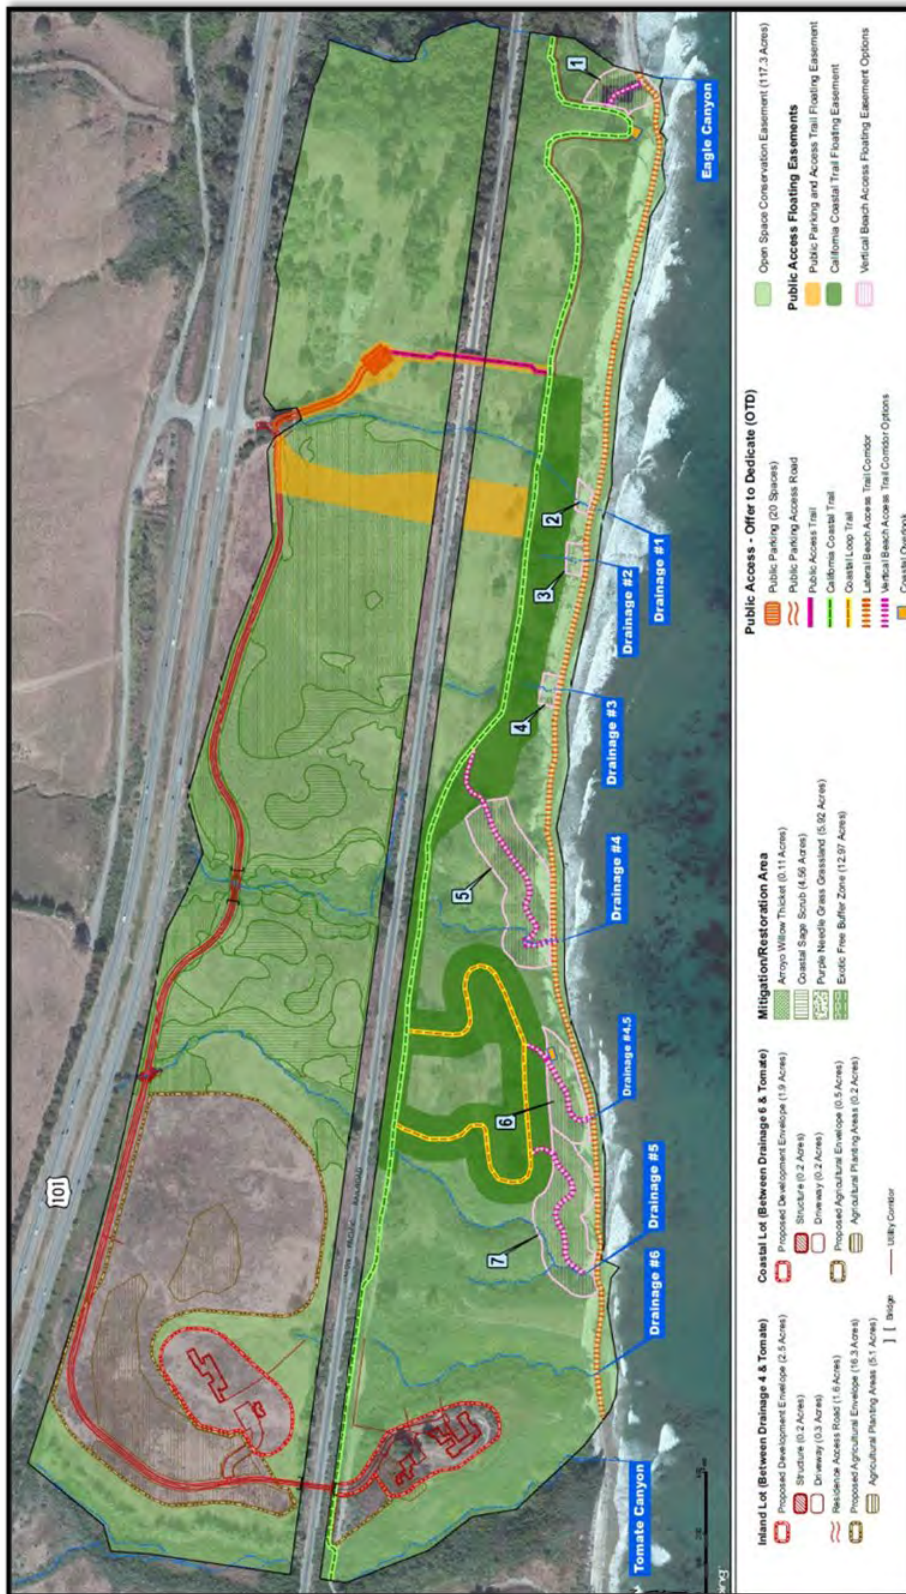 101
Eagle Canyon
Drainage #1
Drainage #2
Drainage #3
Drainage #4
Drainage #4.5
Drainage #5
Drainage #6
Tomate Canyon
1
2
3
4
5
6
7
Inland Lot (Between Drainage 4 & Tomate)
Proposed Development Envelope (2.5 Acres)
Structure (0.2 Acres)
Driveway (0.3 Acres)
Residence Access Road (1.6 Acres)
Proposed Agricultural Envelope (16.3 Acres)
Agricultural Planting Areas (5.1 Acres)
Coastal Lot (Between Drainage 6 & Tomate)
Proposed Development Envelope (1.9 Acres)
Structure (0.2 Acres)
Driveway (0.2 Acres)
Proposed Agricultural Envelope (0.5 Acres)
Agricultural Planting Areas (0.2 Acres)
Bridge
Utility Corridor
Mitigation/Restoration Area
Arroyo Willow Thicket (0.11 Acres)
Coastal Sage Scrub (4.56 Acres)
Purple Needle Grass Grassland (5.92 Acres)
Exotic Free Buffer Zone (12.97 Acres)
Public Access - Offer to Dedicate (OTD)
Public Parking (20 Spaces)
Public Parking Access Road
Public Access Trail
California Coastal Trail
Coastal Loop Trail
Lateral Beach Access Trail Corridor
Vertical Beach Access Trail Corridor Options
Coastal Overlook
Open Space Conservation Easement (117.3 Acres)
Public Access Floating Easements
Public Parking and Access Trail Floating Easement
California Coastal Trail Floating Easement
Vertical Beach Access Floating Easement Options